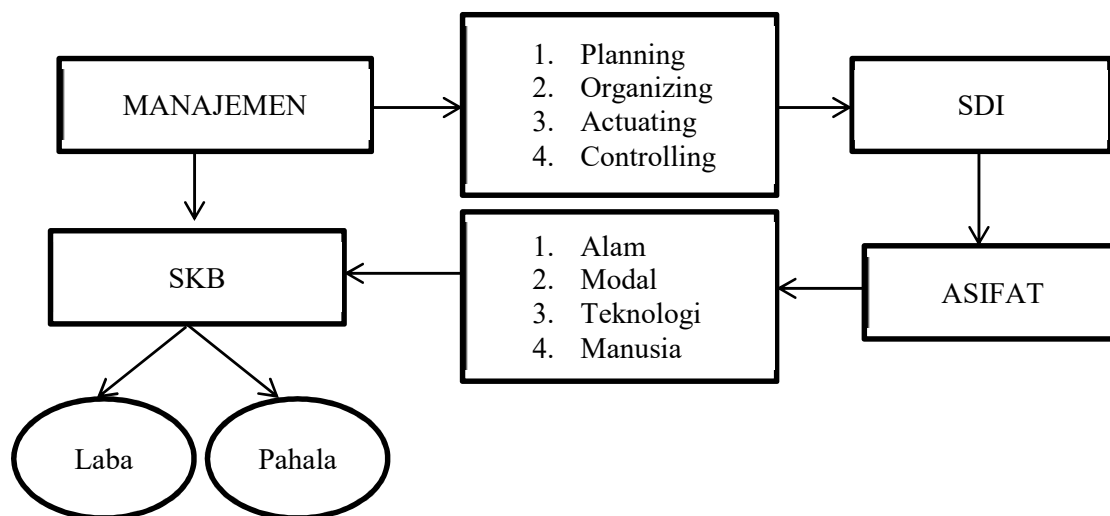 MANAJEMEN
1. Planning
2. Organizing
3. Actuating
4. Controlling
SDI
SKB
1. Alam
2. Modal
3. Teknologi
4. Manusia
ASIFAT
Laba
Pahala